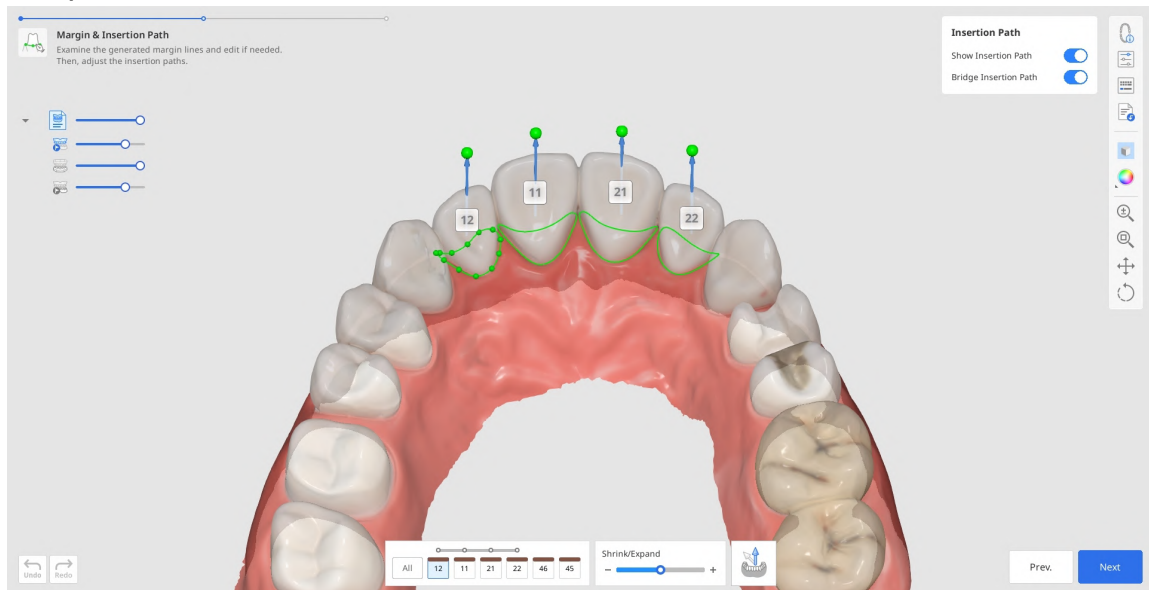 Margin & Insertion Path
Examine the generated margin lines and edit if needed.
Then, adjust the insertion paths.
Insertion Path
Show Insertion Path
Bridge Insertion Path
11
21
12
22
Undo
Redo
All
12
11
21
22
46
45
Shrink/Expand
Prev.
Next